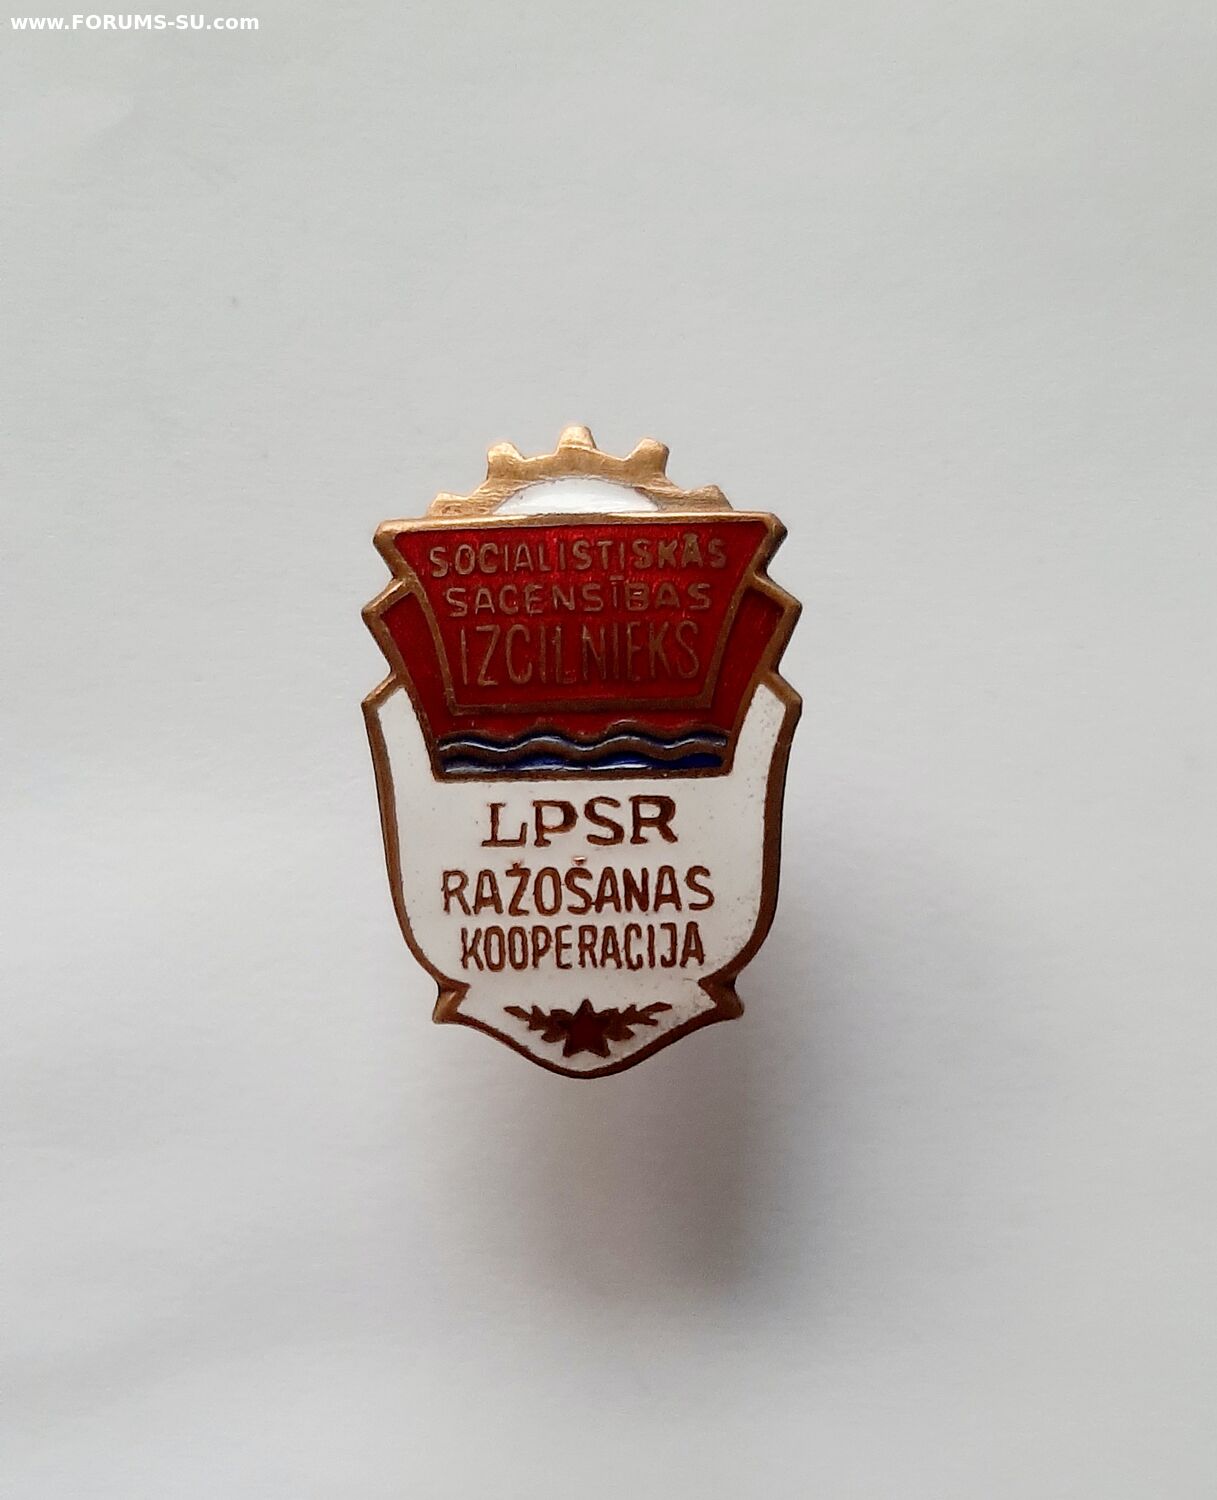 www.FORUMS-SU.com
SOCIALISTISKĀS
SACENSĪBAS
IZCILNIEKS
LPSR
RAŽOŠANAS
KOOPERACIJA